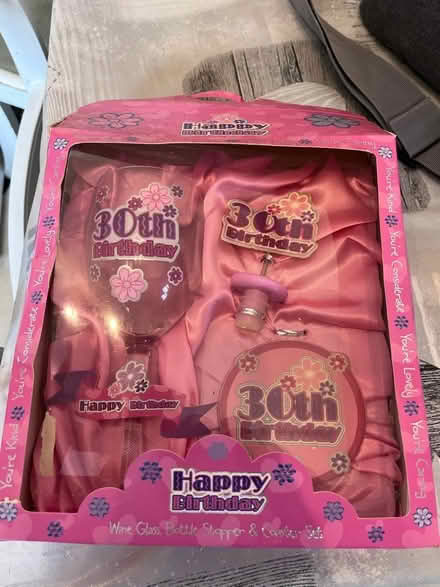 Happy
Birthday
30th
Birthday
30th
Birthday
Happy Birthday
30th
Birthday
Happy
Birthday
Wine Glass, Bottle Stopper & Coaster Set
You're Kind
You're Considerate
You're Lovely
You're Kind
You're Considerate
You're Lovely
You're Caring